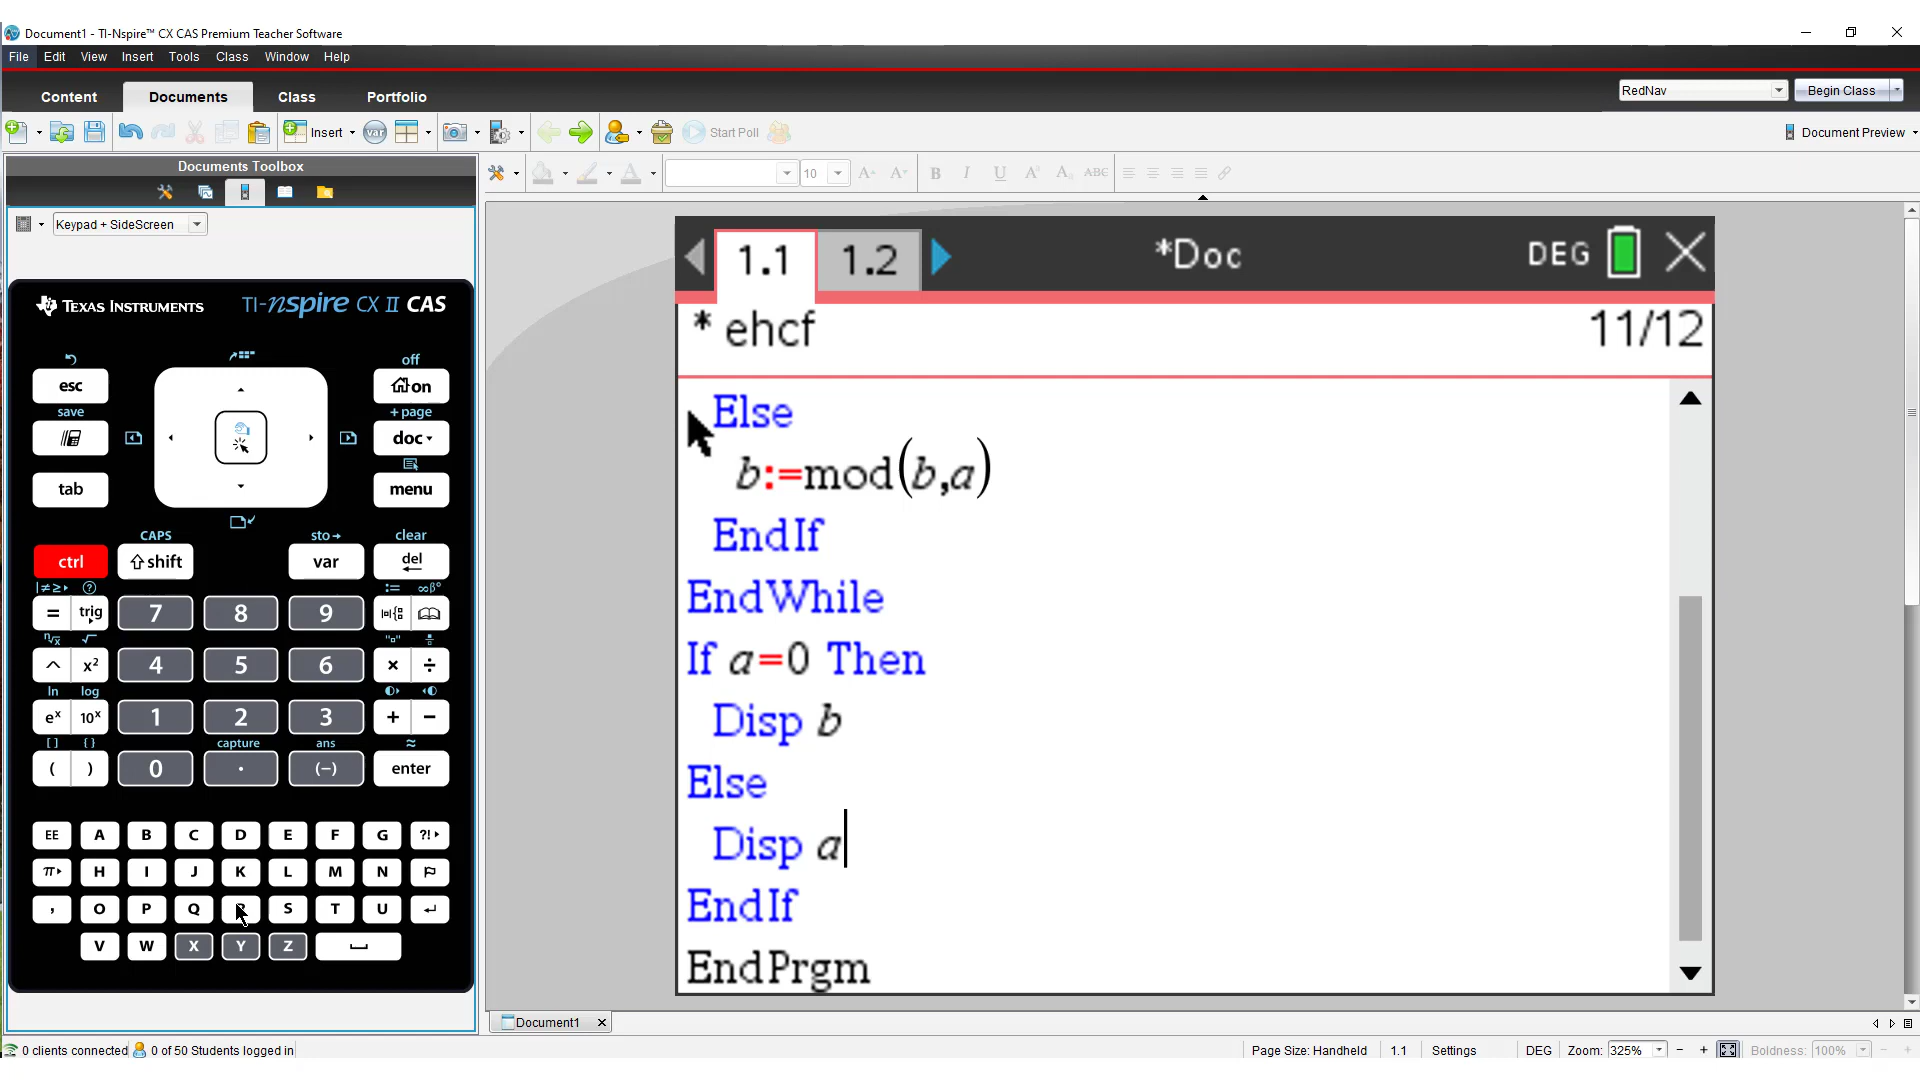 Document1 - TI-Nspire™ CX CAS Premium Teacher Software
File Edit View Insert Tools Class Window Help
Content Documents Class Portfolio
RedNav Begin Class
Insert var Start Poll Document Preview
Documents Toolbox
10 B I U A A ABC
Keypad + SideScreen
1.1 1.2 *Doc DEG
* ehcf 11/12
Else
b:=mod(b,a)
EndIf
EndWhile
If a=0 Then
Disp b
Else
Disp a
EndIf
EndPrgm
TEXAS INSTRUMENTS TI-nspire CX II CAS
off
esc on
save + page
doc
tab menu
CAPS sto→ clear
ctrl shift var del
|≠≥▸ ? := ∞β°
= trig 7 8 9 |□|{
ⁿ√x √ "□"
^ x² 4 5 6 × ÷
ln log
eˣ 10ˣ 1 2 3 + −
[ ] { } capture ans ≈
( ) 0 . (−) enter
EE A B C D E F G ?!▸
π▸ H I J K L M N
, O P Q S T U ↵
V W X Y Z
Document1
0 clients connected 0 of 50 Students logged in Page Size: Handheld 1.1 Settings DEG Zoom: 325% − + Boldness: 100% − +